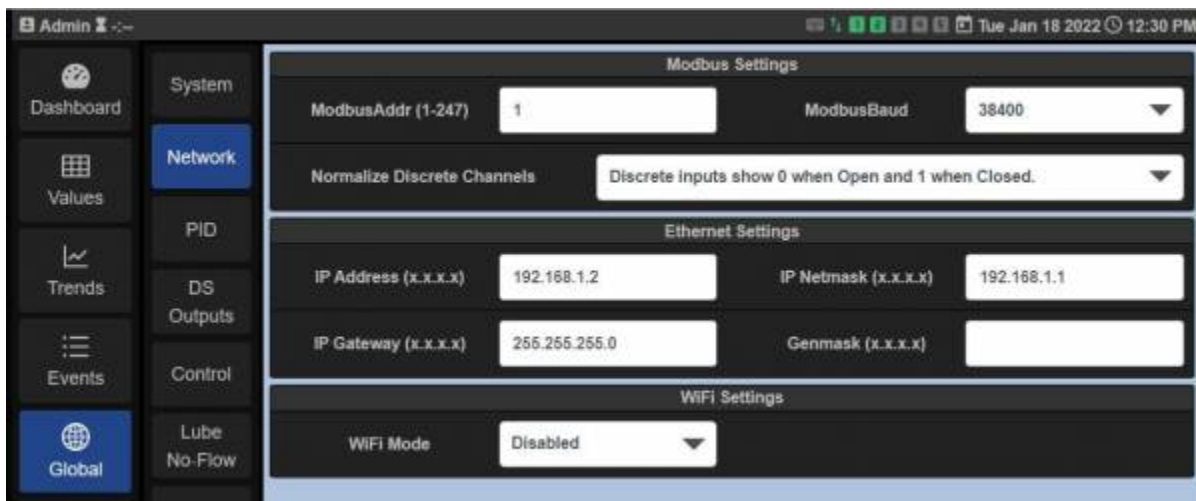 Admin -:--
Tue Jan 18 2022 12:30 PM
Dashboard
Values
Trends
Events
Global
System
Network
PID
DS
Outputs
Control
Lube
No-Flow
Modbus Settings
ModbusAddr (1-247) 1 ModbusBaud 38400
Normalize Discrete Channels Discrete inputs show 0 when Open and 1 when Closed.
Ethernet Settings
IP Address (x.x.x.x) 192.168.1.2 IP Netmask (x.x.x.x) 192.168.1.1
IP Gateway (x.x.x.x) 255.255.255.0 Genmask (x.x.x.x)
WiFi Settings
WiFi Mode Disabled